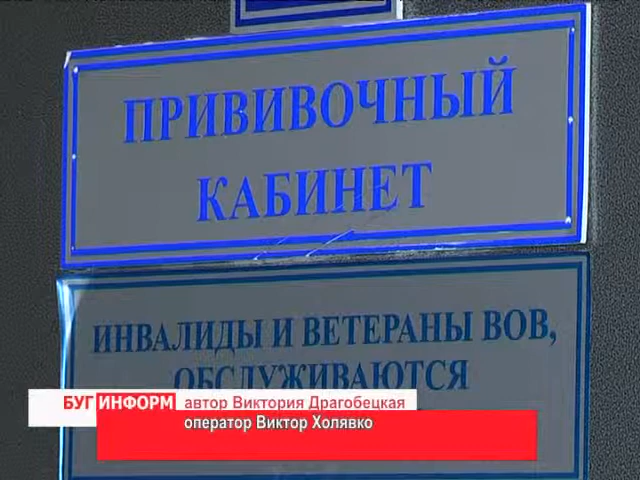 ПРИВИВОЧНЫЙ
КАБИНЕТ
ИНВАЛИДЫ И ВЕТЕРАНЫ ВОВ,
ОБСЛУЖИВАЮТСЯ
БУГ ИНФОРМ автор Виктория Драгобецкая
оператор Виктор Холявко